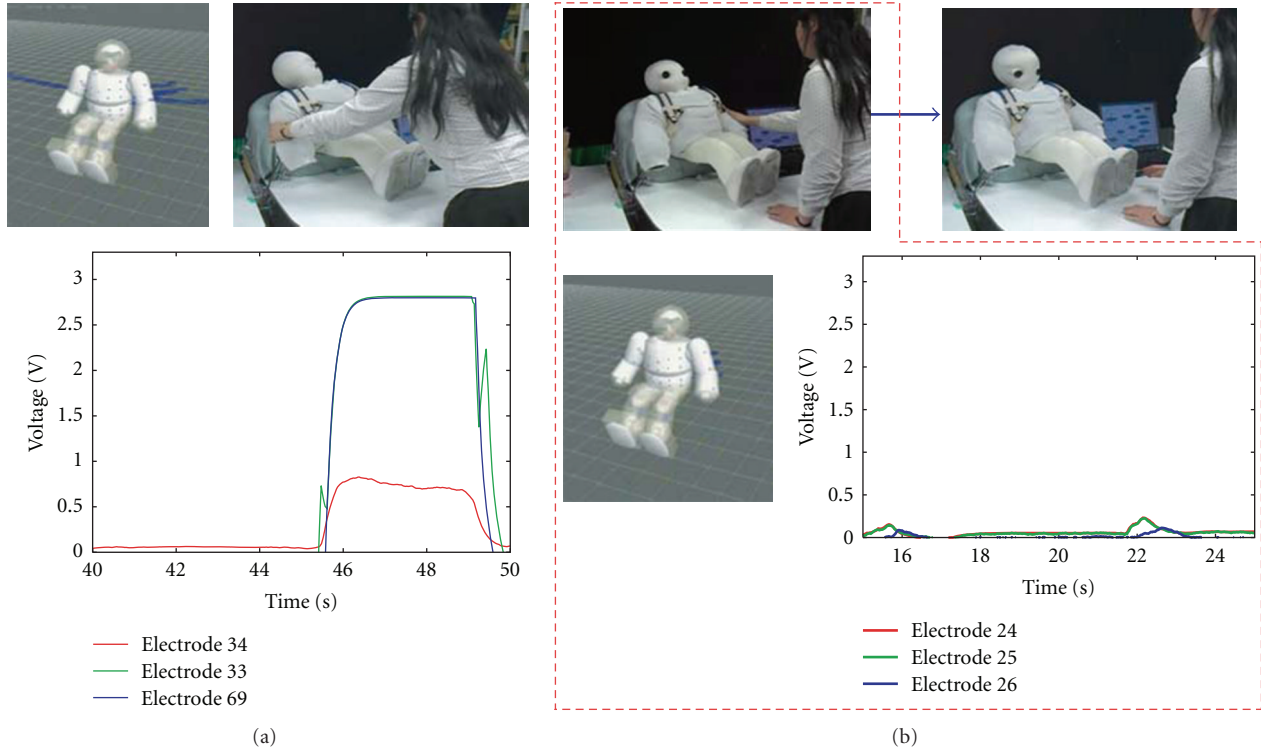 3
2.5
2
1.5
1
0.5
0
Voltage (V)
40 42 44 46 48 50
Time (s)
Electrode 34
Electrode 33
Electrode 69
(a)
3
2.5
2
1.5
1
0.5
0
Voltage (V)
16 18 20 22 24
Time (s)
Electrode 24
Electrode 25
Electrode 26
(b)